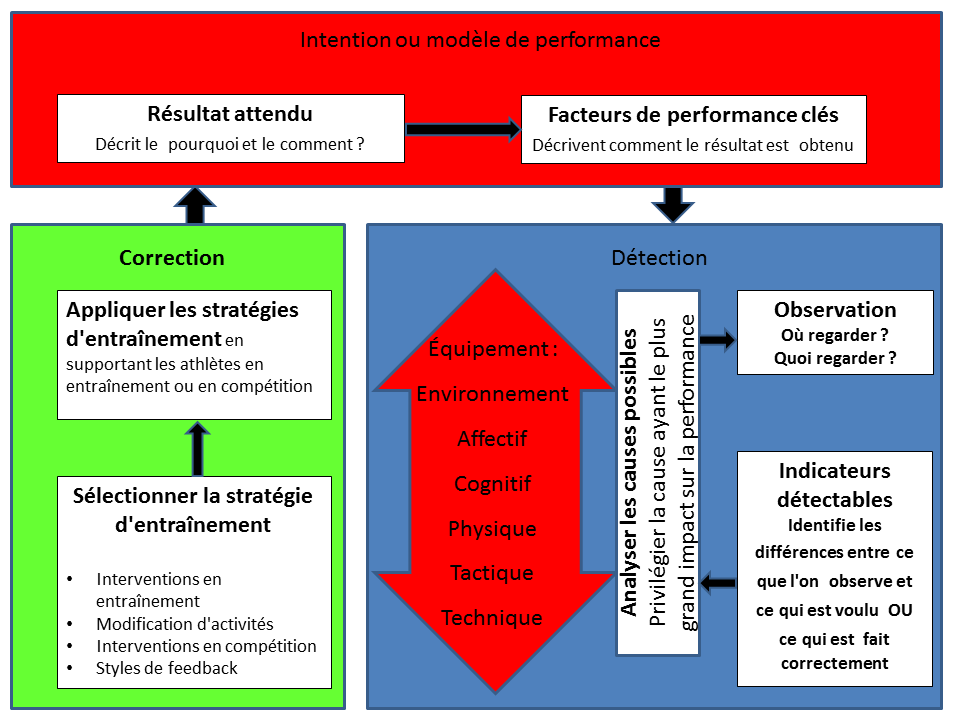 Intention ou modèle de performance
Résultat attendu
Décrit le pourquoi et le comment ?
Facteurs de performance clés
Décrivent comment le résultat est obtenu
Correction
Appliquer les stratégies
d'entraînement en
supportant les athlètes en
entraînement ou en compétition
Sélectionner la stratégie
d'entraînement
• Interventions en
entraînement
• Modification d'activités
• Interventions en compétition
• Styles de feedback
Détection
Équipement :
Environnement
Affectif
Cognitif
Physique
Tactique
Technique
Analyser les causes possibles
Privilégier la cause ayant le plus
grand impact sur la performance
Observation
Où regarder ?
Quoi regarder ?
Indicateurs
détectables
Identifie les
différences entre ce
que l'on observe et
ce qui est voulu OU
ce qui est fait
correctement